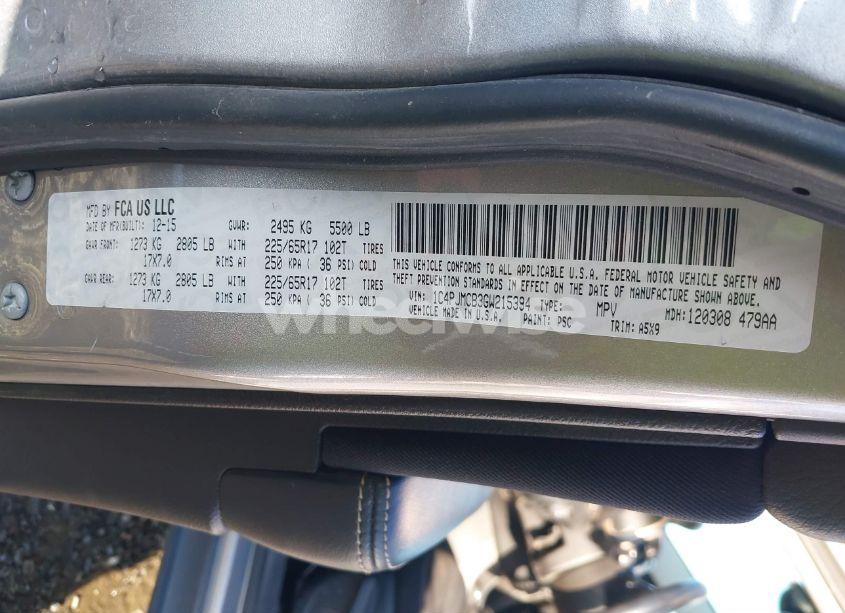 MFD BY FCA US LLC
DATE OF MFR(BUILT): 12-15 GVWR: 2495 KG 5500 LB
GAWR FRONT: 1273 KG 2805 LB WITH 225/65R17 102T TIRES
17X7.0 RIMS AT 250 KPA ( 36 PSI) COLD
GAWR REAR: 1273 KG 2805 LB WITH 225/65R17 102T TIRES
17X7.0 RIMS AT 250 KPA ( 36 PSI) COLD
THIS VEHICLE CONFORMS TO ALL APPLICABLE U.S.A. FEDERAL MOTOR VEHICLE SAFETY AND
THEFT PREVENTION STANDARDS IN EFFECT ON THE DATE OF MANUFACTURE SHOWN ABOVE.
VIN: 1C4PJMCB3GW215394 TYPE: MPV MDH: 120308 479AA
VEHICLE MADE IN U.S.A. PAINT: PSC TRIM: A5X9
wheelwise